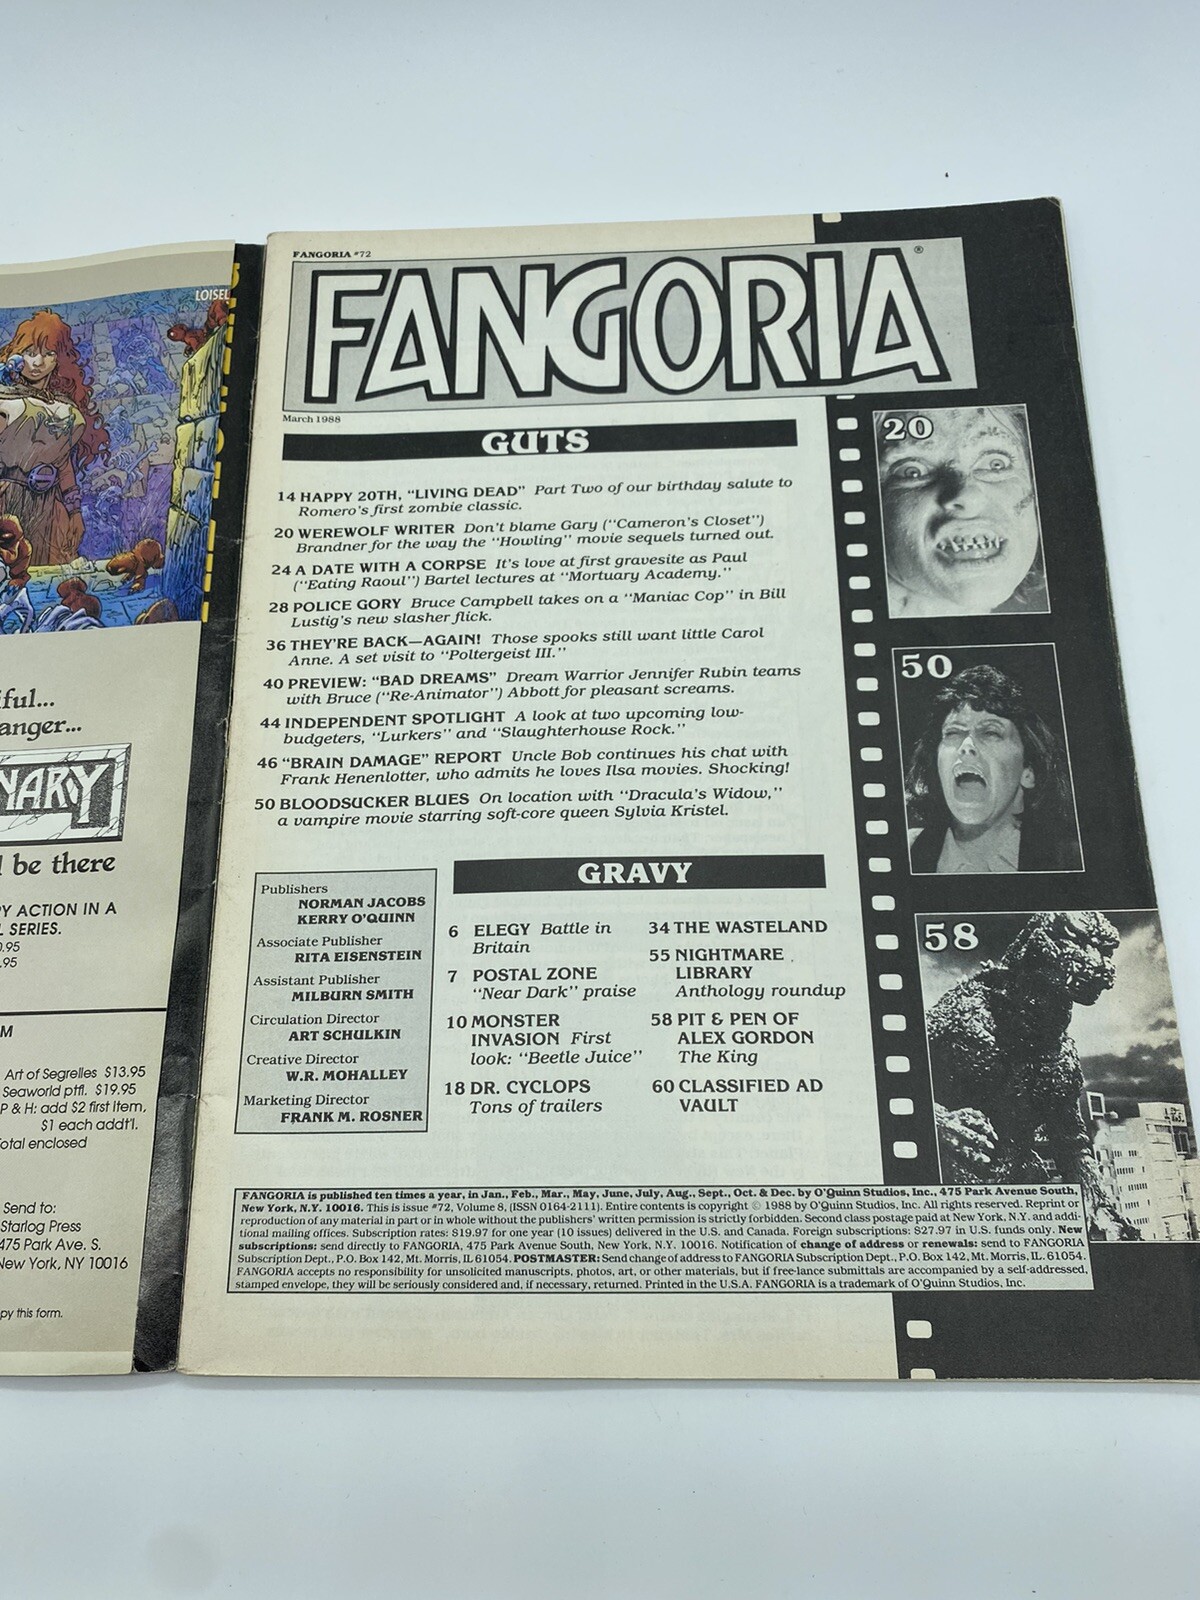 LOISEL
iful...
anger...
NARY
l be there
PY ACTION IN A
L SERIES.
0.95
.95
M
Art of Segrelles $13.95
Seaworld ptfl. $19.95
P & H: add $2 first item,
$1 each addt'l.
Total enclosed
Send to:
Starlog Press
475 Park Ave. S.
New York, NY 10016
py this form.
FANGORIA #72
FANGORIA®
March 1988
GUTS
14 HAPPY 20TH, "LIVING DEAD" Part Two of our birthday salute to
Romero's first zombie classic.
20 WEREWOLF WRITER Don't blame Gary ("Cameron's Closet")
Brandner for the way the "Howling" movie sequels turned out.
24 A DATE WITH A CORPSE It's love at first gravesite as Paul
("Eating Raoul") Bartel lectures at "Mortuary Academy."
28 POLICE GORY Bruce Campbell takes on a "Maniac Cop" in Bill
Lustig's new slasher flick.
36 THEY'RE BACK—AGAIN! Those spooks still want little Carol
Anne. A set visit to "Poltergeist III."
40 PREVIEW: "BAD DREAMS" Dream Warrior Jennifer Rubin teams
with Bruce ("Re-Animator") Abbott for pleasant screams.
44 INDEPENDENT SPOTLIGHT A look at two upcoming low-
budgeters, "Lurkers" and "Slaughterhouse Rock."
46 "BRAIN DAMAGE" REPORT Uncle Bob continues his chat with
Frank Henenlotter, who admits he loves Ilsa movies. Shocking!
50 BLOODSUCKER BLUES On location with "Dracula's Widow,"
a vampire movie starring soft-core queen Sylvia Kristel.
Publishers
NORMAN JACOBS
KERRY O'QUINN
Associate Publisher
RITA EISENSTEIN
Assistant Publisher
MILBURN SMITH
Circulation Director
ART SCHULKIN
Creative Director
W.R. MOHALLEY
Marketing Director
FRANK M. ROSNER
GRAVY
6 ELEGY Battle in
Britain
7 POSTAL ZONE
"Near Dark" praise
10 MONSTER
INVASION First
look: "Beetle Juice"
18 DR. CYCLOPS
Tons of trailers
34 THE WASTELAND
55 NIGHTMARE
LIBRARY
Anthology roundup
58 PIT & PEN OF
ALEX GORDON
The King
60 CLASSIFIED AD
VAULT
20
50
58
FANGORIA is published ten times a year, in Jan., Feb., Mar., May, June, July, Aug., Sept., Oct. & Dec. by O'Quinn Studios, Inc., 475 Park Avenue South,
New York, N.Y. 10016. This is issue #72, Volume 8, (ISSN 0164-2111). Entire contents is copyright © 1988 by O'Quinn Studios, Inc. All rights reserved. Reprint or
reproduction of any material in part or in whole without the publishers' written permission is strictly forbidden. Second class postage paid at New York, N.Y. and addi-
tional mailing offices. Subscription rates: $19.97 for one year (10 issues) delivered in the U.S. and Canada. Foreign subscriptions: $27.97 in U.S. funds only. New
subscriptions: send directly to FANGORIA, 475 Park Avenue South, New York, N.Y. 10016. Notification of change of address or renewals: send to FANGORIA
Subscription Dept., P.O. Box 142, Mt. Morris, IL 61054. POSTMASTER: Send change of address to FANGORIA Subscription Dept., P.O. Box 142, Mt. Morris, IL. 61054.
FANGORIA accepts no responsibility for unsolicited manuscripts, photos, art, or other materials, but if free-lance submittals are accompanied by a self-addressed,
stamped envelope, they will be seriously considered and, if necessary, returned. Printed in the U.S.A. FANGORIA is a trademark of O'Quinn Studios, Inc.